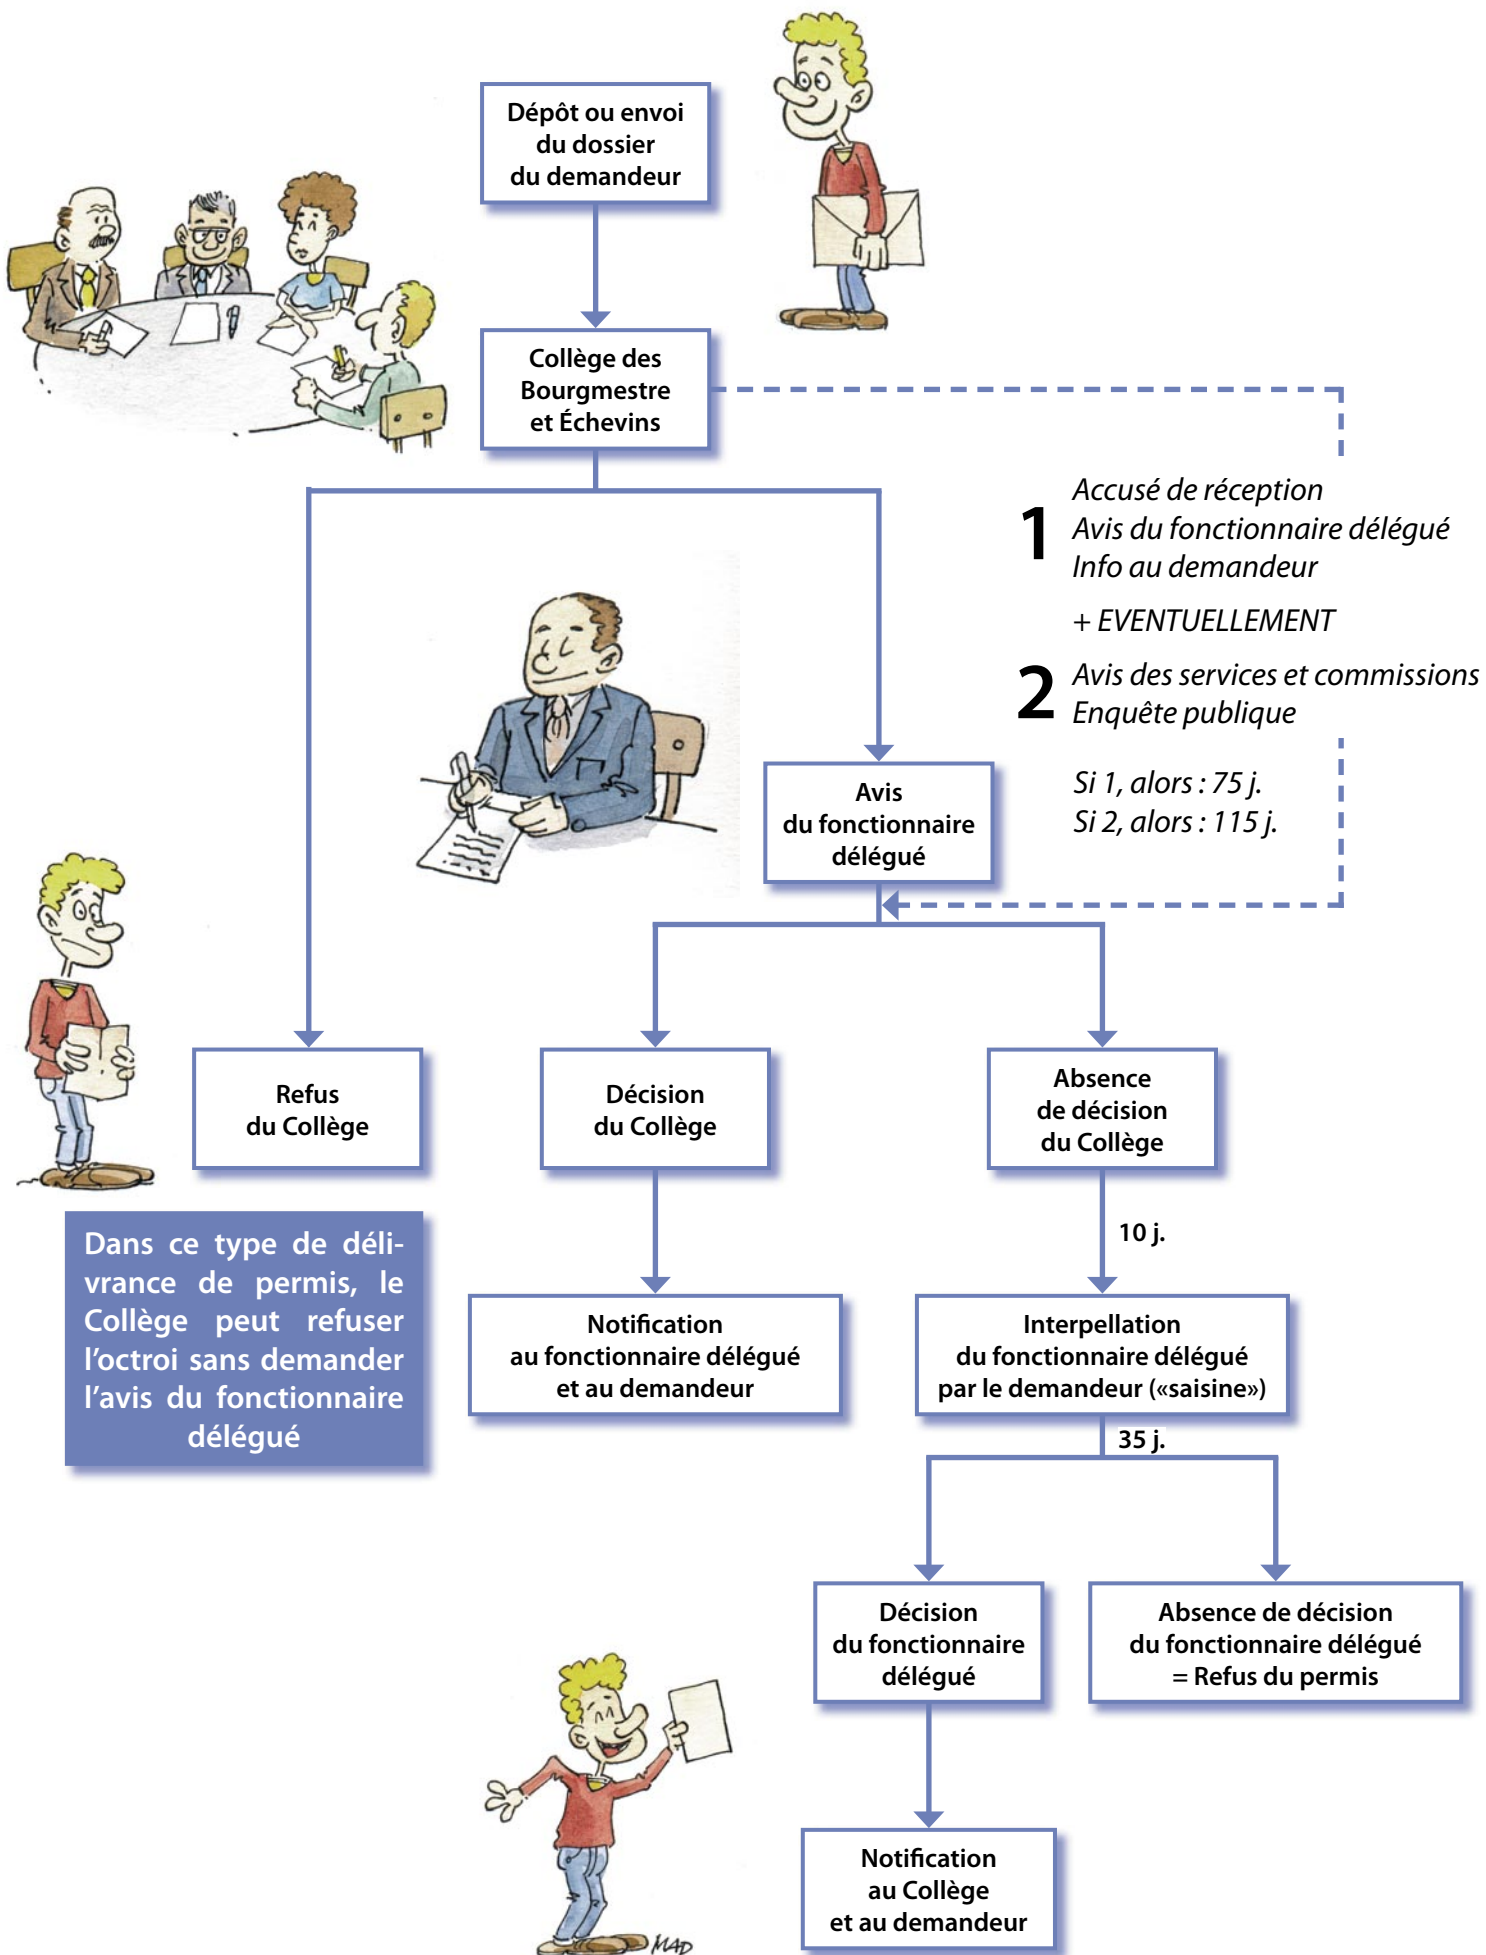 Dépôt ou envoi
du dossier
du demandeur
Collège des
Bourgmestre
et Échevins
1
Accusé de réception
Avis du fonctionnaire délégué
Info au demandeur
+ EVENTUELLEMENT
2
Avis des services et commissions
Enquête publique
Si 1, alors : 75 j.
Si 2, alors : 115 j.
Avis
du fonctionnaire
délégué
Refus
du Collège
Décision
du Collège
Absence
de décision
du Collège
Dans ce type de déli-
vrance de permis, le
Collège peut refuser
l'octroi sans demander
l'avis du fonctionnaire
délégué
10 j.
Notification
au fonctionnaire délégué
et au demandeur
Interpellation
du fonctionnaire délégué
par le demandeur («saisine»)
35 j.
Décision
du fonctionnaire
délégué
Absence de décision
du fonctionnaire délégué
= Refus du permis
Notification
au Collège
et au demandeur
MAD